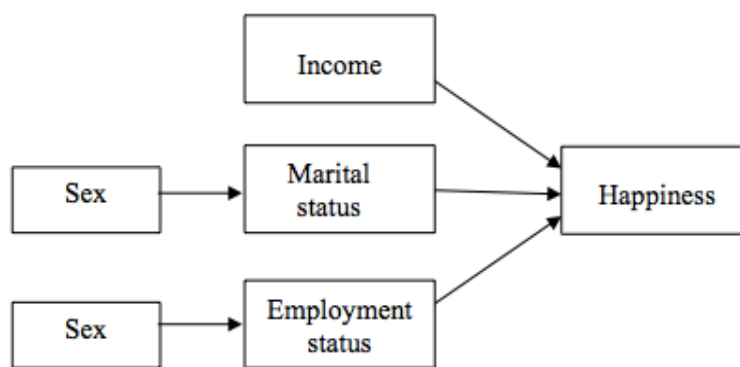 Income
Sex
Marital
status
Happiness
Sex
Employment
status